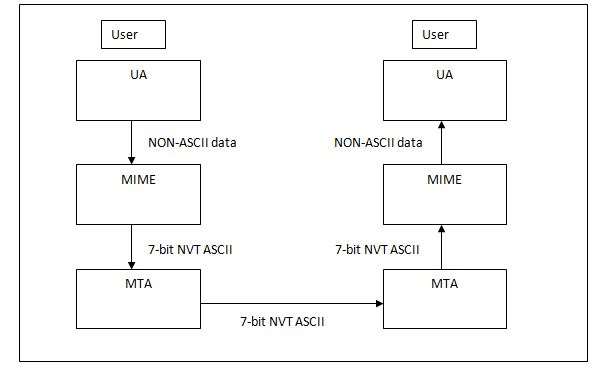 User
User
UA
UA
NON-ASCII data
NON-ASCII data
MIME
MIME
7-bit NVT ASCII
7-bit NVT ASCII
MTA
MTA
7-bit NVT ASCII